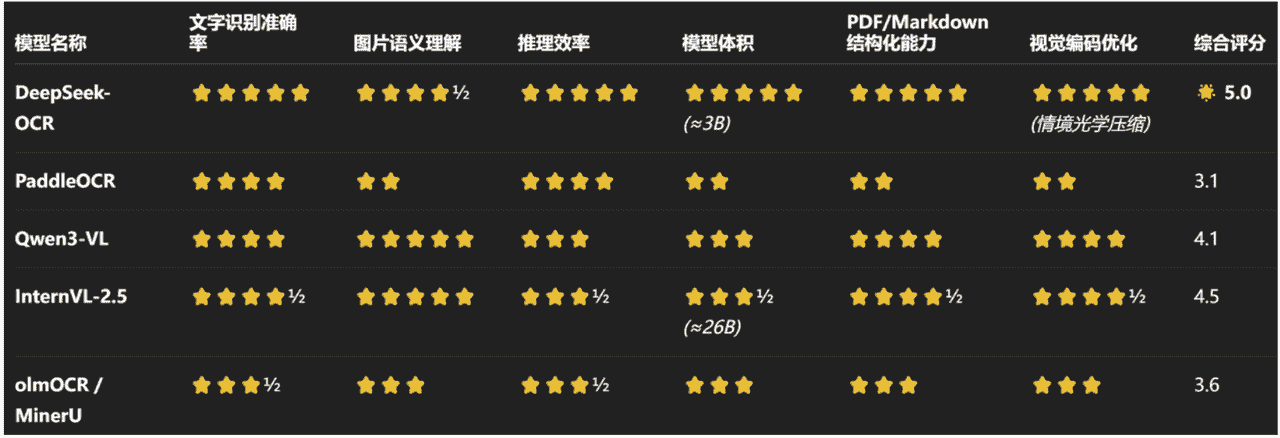 模型名称 文字识别准确率 图片语义理解 推理效率 模型体积 PDF/Markdown 结构化能力 视觉编码优化 综合评分
DeepSeek-OCR ⭐⭐⭐⭐⭐ ⭐⭐⭐⭐½ ⭐⭐⭐⭐⭐ ⭐⭐⭐⭐⭐ (≈3B) ⭐⭐⭐⭐⭐ ⭐⭐⭐⭐⭐ (情境光学压缩) 🌟 5.0
PaddleOCR ⭐⭐⭐⭐ ⭐⭐ ⭐⭐⭐⭐ ⭐⭐ ⭐⭐ ⭐⭐ 3.1
Qwen3-VL ⭐⭐⭐⭐ ⭐⭐⭐⭐⭐ ⭐⭐⭐ ⭐⭐⭐ ⭐⭐⭐⭐ ⭐⭐⭐⭐ 4.1
InternVL-2.5 ⭐⭐⭐⭐½ ⭐⭐⭐⭐⭐ ⭐⭐⭐½ ⭐⭐⭐½ (≈26B) ⭐⭐⭐⭐½ ⭐⭐⭐⭐½ 4.5
olmOCR / MinerU ⭐⭐⭐½ ⭐⭐⭐ ⭐⭐⭐½ ⭐⭐⭐ ⭐⭐⭐ ⭐⭐⭐ 3.6